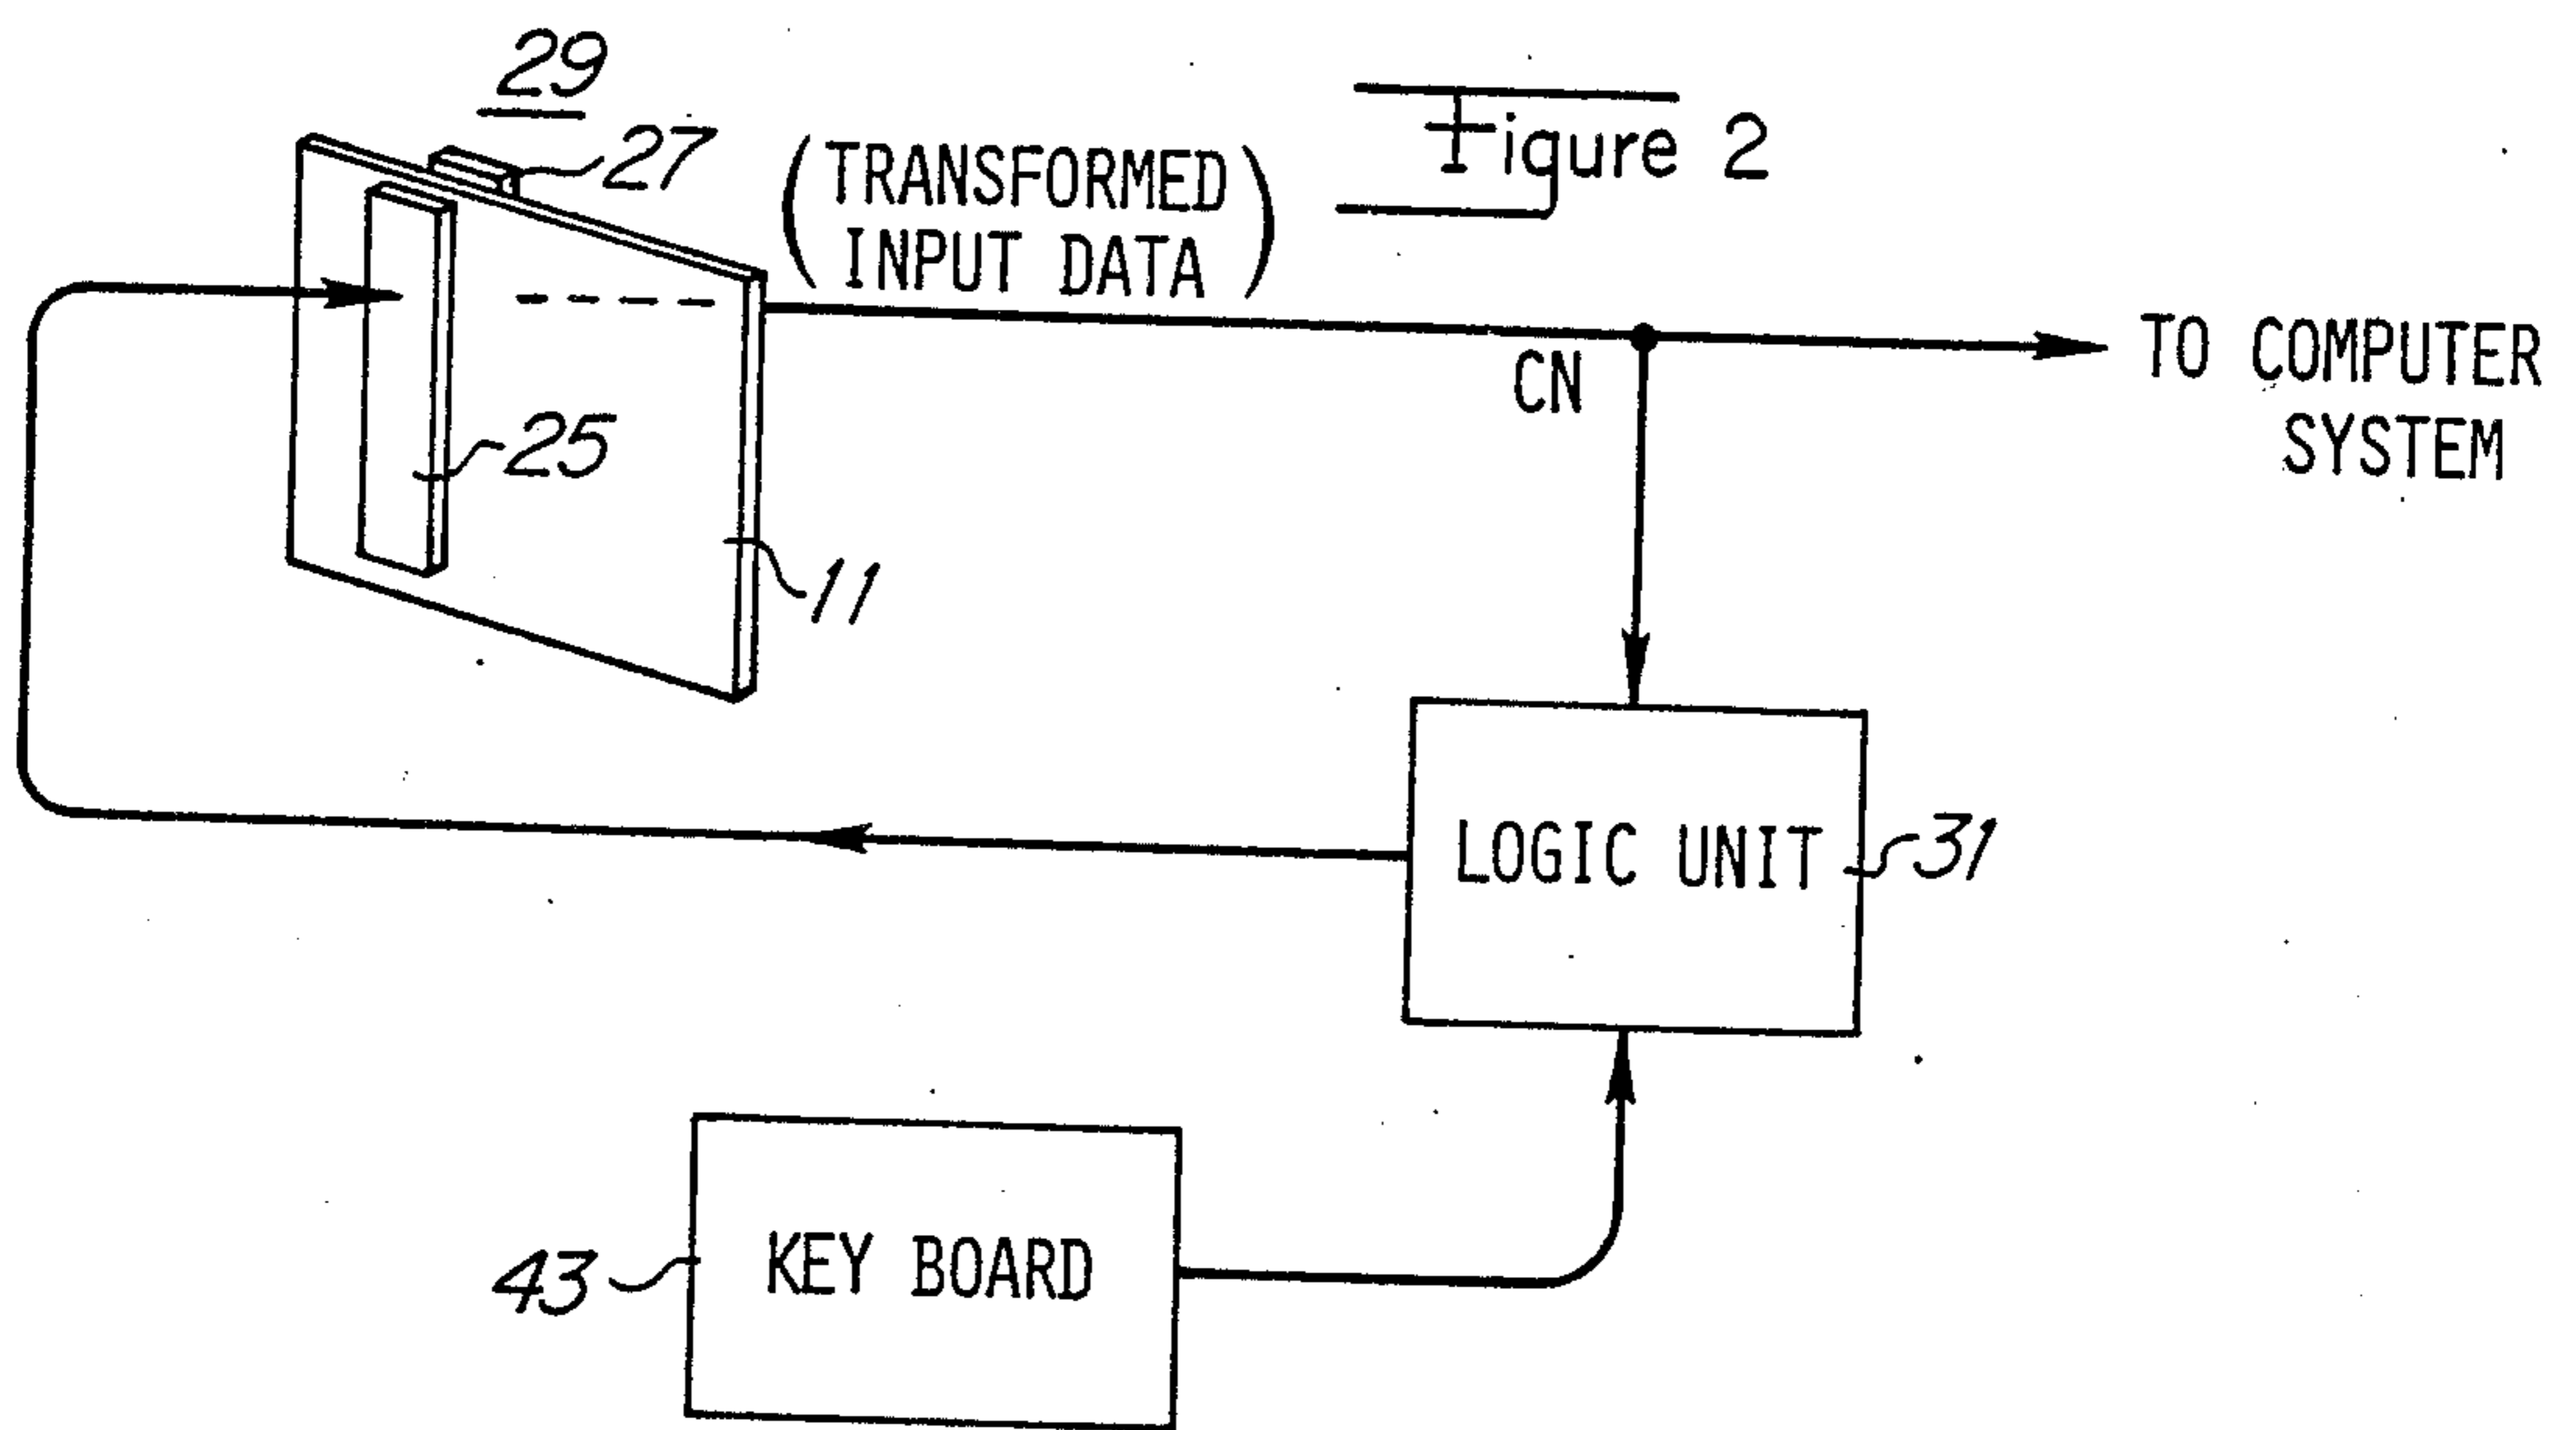 29
27
(TRANSFORMED
INPUT DATA)
Figure 2
CN
TO COMPUTER
SYSTEM
25
11
LOGIC UNIT
31
KEY BOARD
43